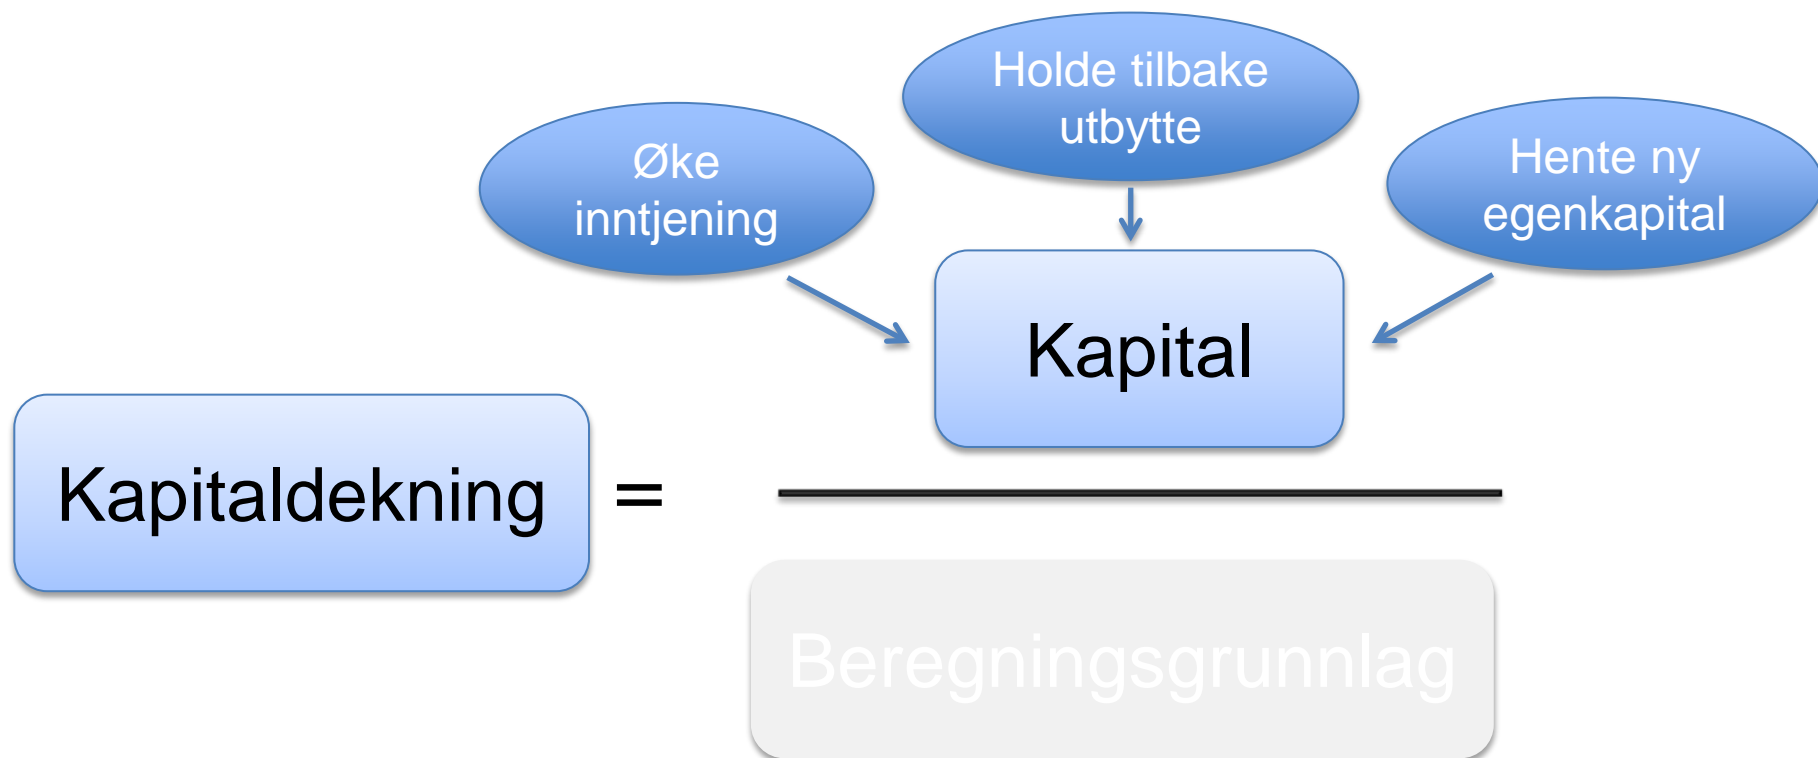 Holde tilbake
utbytte
Øke
inntjening
Hente ny
egenkapital
Kapital
Kapitaldekning
=
Beregningsgrunnlag